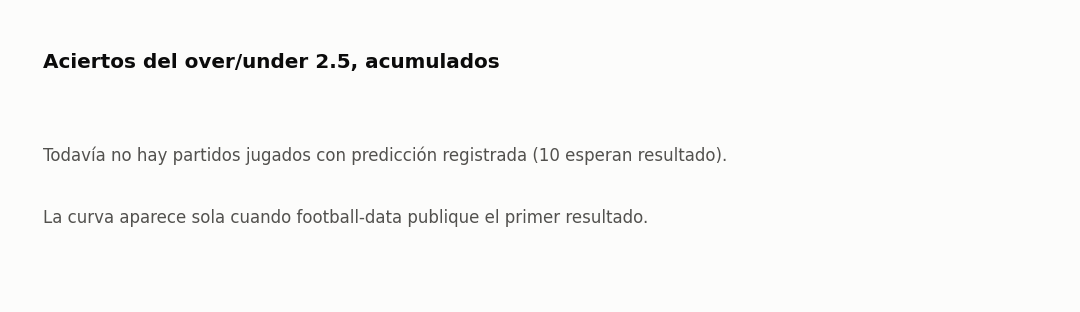 Aciertos del over/under 2.5, acumulados
Todavía no hay partidos jugados con predicción registrada (10 esperan resultado).
La curva aparece sola cuando football-data publique el primer resultado.